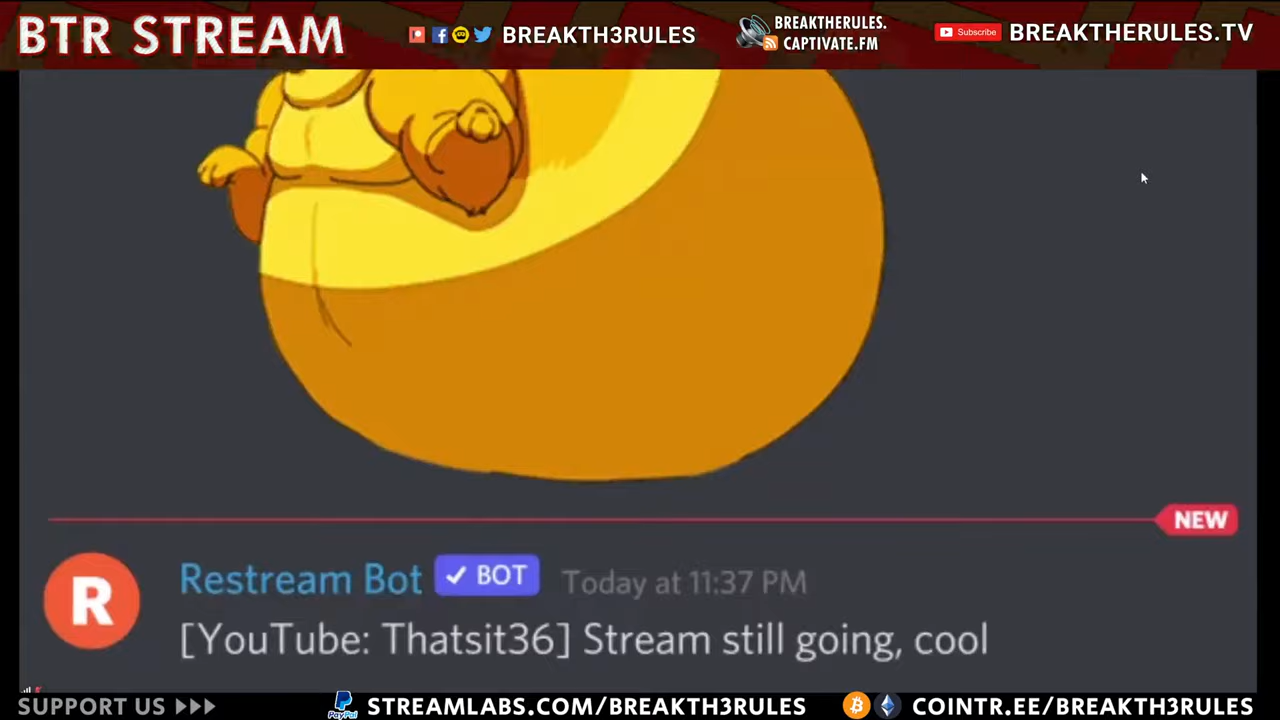 BTR STREAM
BREAKTH3RULES
BREAKTHERULES.
CAPTIVATE.FM
Subscribe
BREAKTHERULES.TV
NEW
R
Restream Bot ✓ BOT Today at 11:37 PM
[YouTube: Thatsit36] Stream still going, cool
SUPPORT US
PayPal
STREAMLABS.COM/BREAKTH3RULES
COINTR.EE/BREAKTH3RULES